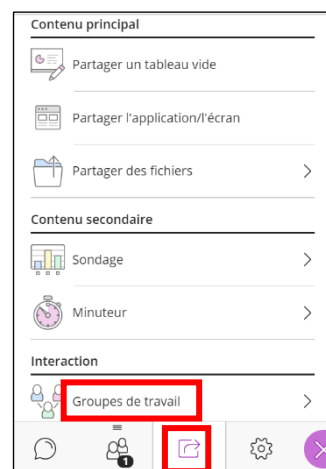 Contenu principal
Partager un tableau vide
Partager l'application/l'écran
Partager des fichiers
Contenu secondaire
Sondage
Minuteur
Interaction
Groupes de travail
1